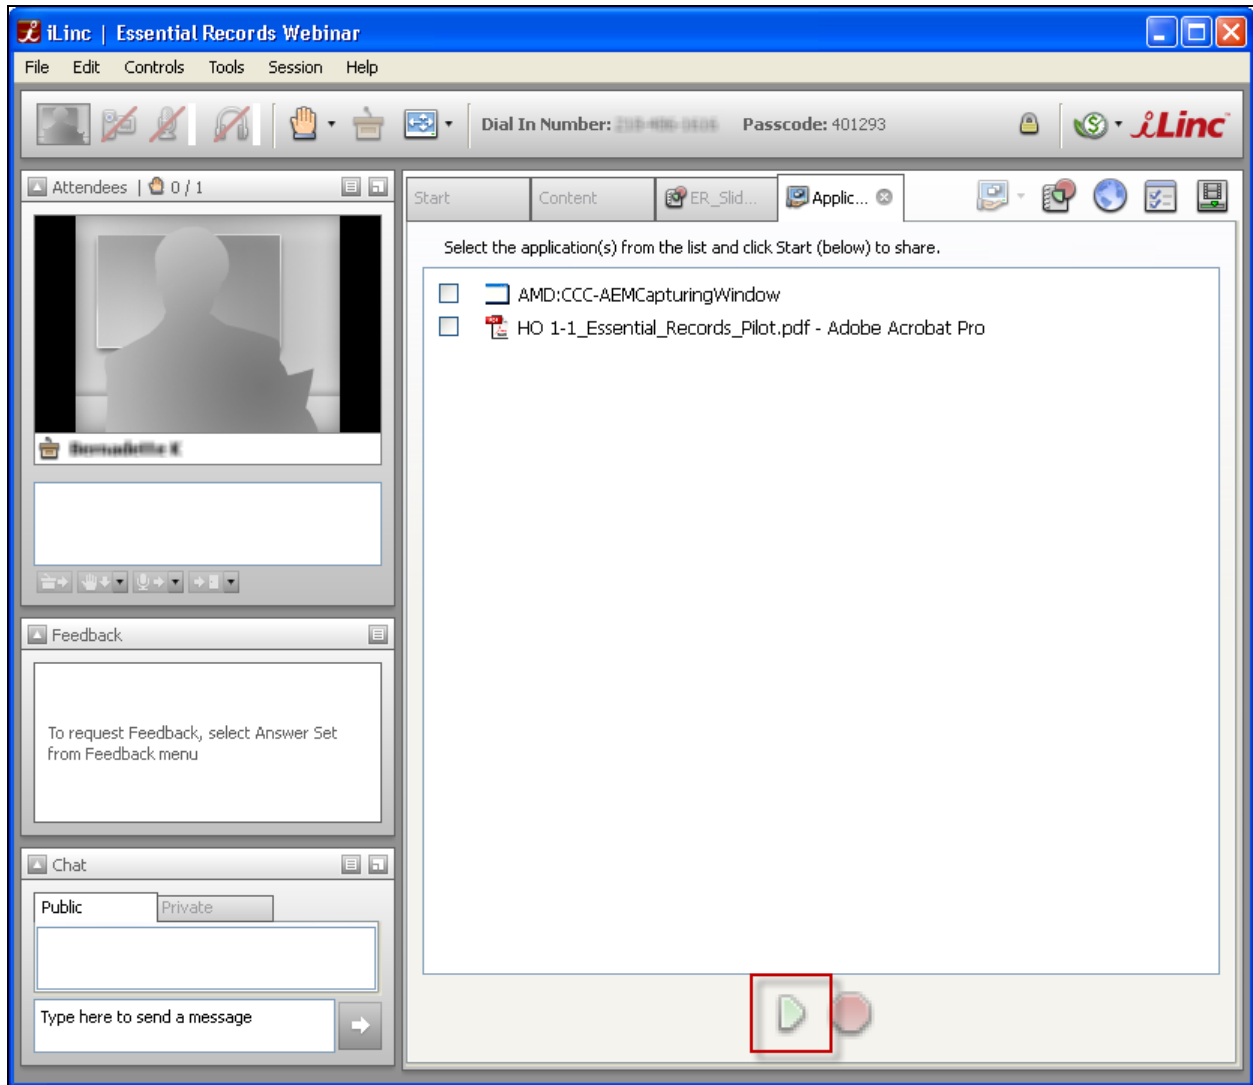 iLinc | Essential Records Webinar
File Edit Controls Tools Session Help
Dial In Number: Passcode: 401293
iLinc
Attendees | 0 / 1
Start Content ER_Slid... Applic...
Select the application(s) from the list and click Start (below) to share.
AMD:CCC-AEMCapturingWindow
HO 1-1_Essential_Records_Pilot.pdf - Adobe Acrobat Pro
Feedback
To request Feedback, select Answer Set
from Feedback menu
Chat
Public Private
Type here to send a message